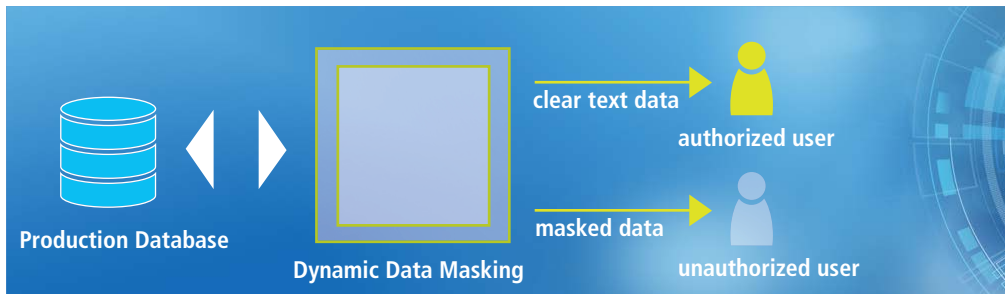 Production Database
Dynamic Data Masking
clear text data
authorized user
masked data
unauthorized user